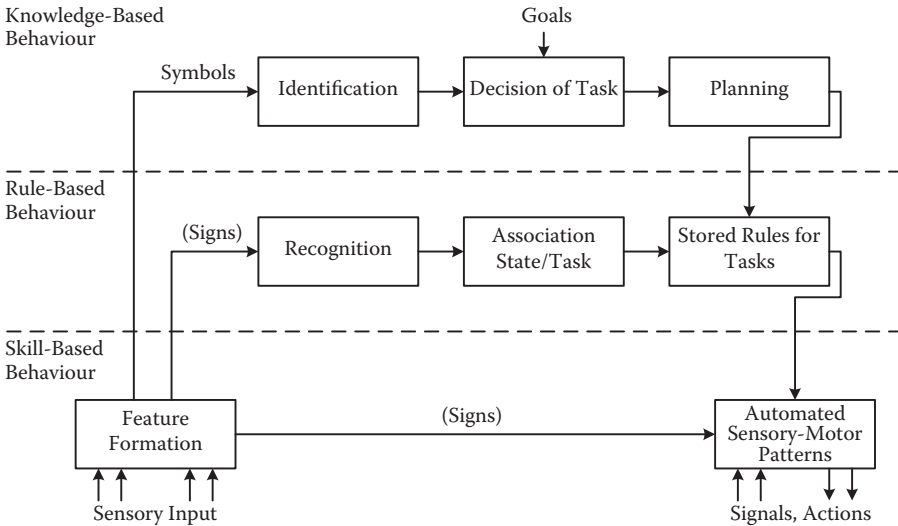 Knowledge-Based
Behaviour
Goals
Symbols
Identification
Decision of Task
Planning
Rule-Based
Behaviour
(Signs)
Recognition
Association
State/Task
Stored Rules for
Tasks
Skill-Based
Behaviour
Feature
Formation
(Signs)
Automated
Sensory-Motor
Patterns
Sensory Input
Signals, Actions